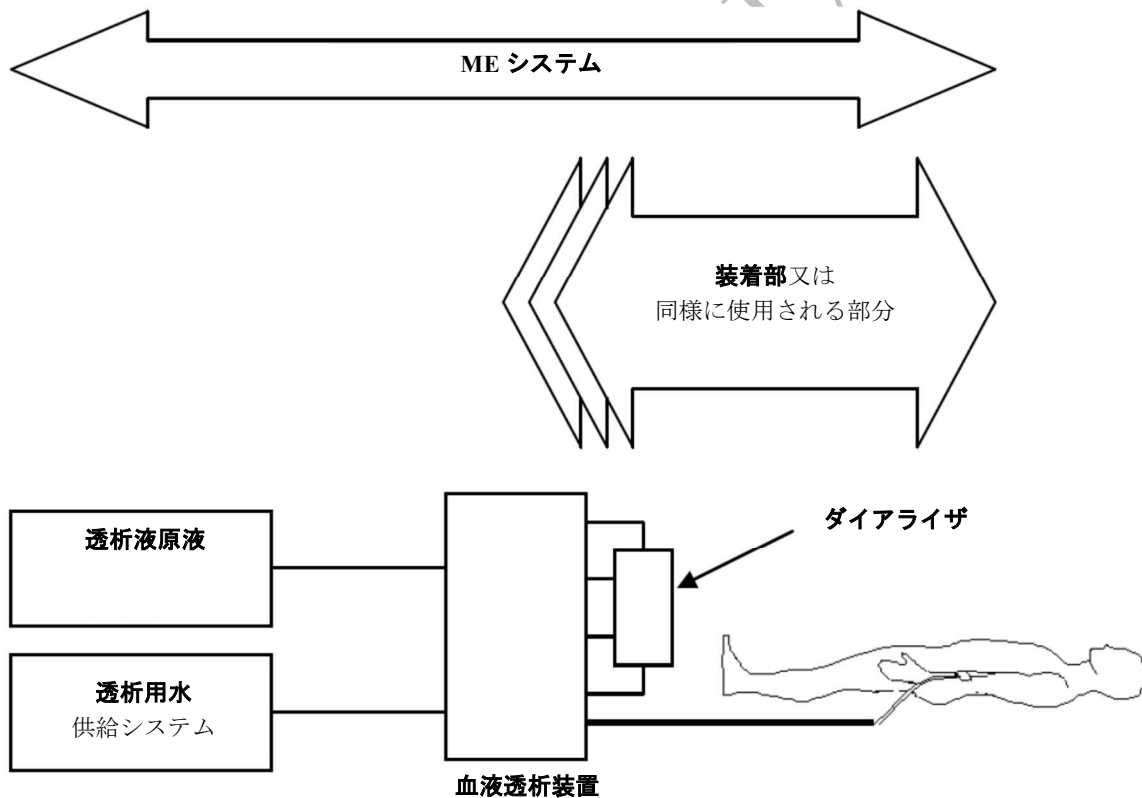 ME システム
装着部又は
同様に使用される部分
透析液原液
ダイアライザ
透析用水
供給システム
血液透析装置